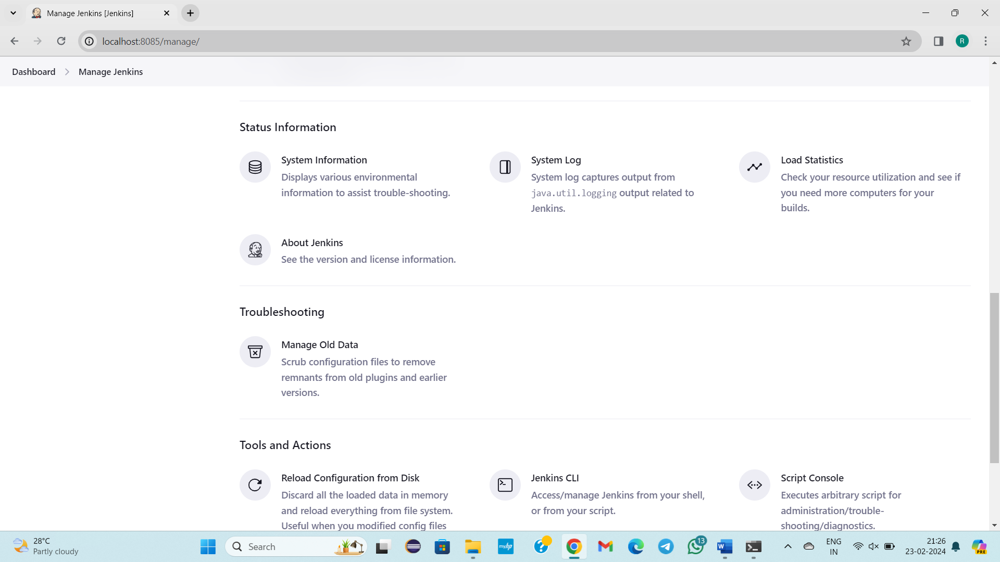 Manage Jenkins [Jenkins]
localhost:8085/manage/
R
Dashboard
Manage Jenkins
Status Information
System Information
Displays various environmental
information to assist trouble-shooting.
System Log
System log captures output from
java.util.logging output related to
Jenkins.
Load Statistics
Check your resource utilization and see if
you need more computers for your
builds.
About Jenkins
See the version and license information.
Troubleshooting
Manage Old Data
Scrub configuration files to remove
remnants from old plugins and earlier
versions.
Tools and Actions
Reload Configuration from Disk
Discard all the loaded data in memory
and reload everything from file system.
Useful when you modified config files
Jenkins CLI
Access/manage Jenkins from your shell,
or from your script.
Script Console
Executes arbitrary script for
administration/trouble-
shooting/diagnostics.
28°C
Partly cloudy
Search
myhp
13
W
ENG
IN
21:26
23-02-2024
PRE